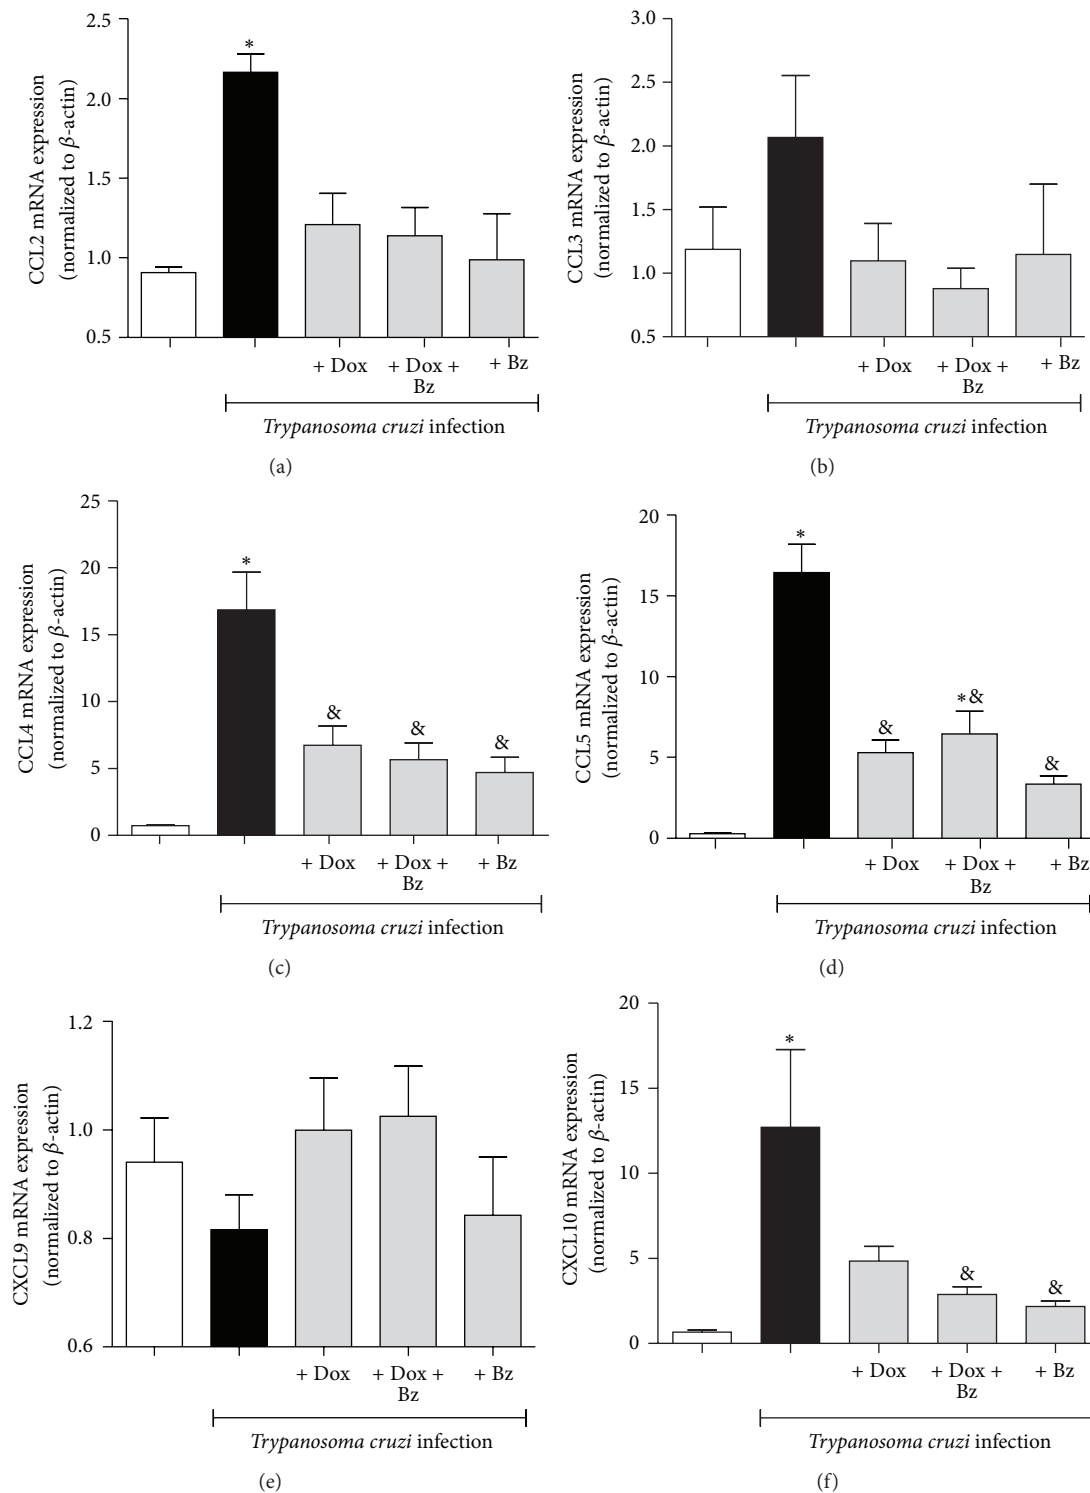 CCL2 mRNA expression
(normalized to β-actin)
2.5
2.0
1.5
1.0
0.5
*
+ Dox
+ Dox +
Bz
+ Bz
Trypanosoma cruzi infection
(a)
CCL3 mRNA expression
(normalized to β-actin)
3.0
2.5
2.0
1.5
1.0
0.5
+ Dox
+ Dox +
Bz
+ Bz
Trypanosoma cruzi infection
(b)
CCL4 mRNA expression
(normalized to β-actin)
25
20
15
10
5
0
*
&
&
&
+ Dox
+ Dox +
Bz
+ Bz
Trypanosoma cruzi infection
(c)
CCL5 mRNA expression
(normalized to β-actin)
20
15
10
5
0
*
&
*&
&
+ Dox
+ Dox +
Bz
+ Bz
Trypanosoma cruzi infection
(d)
CXCL9 mRNA expression
(normalized to β-actin)
1.2
1.0
0.8
0.6
+ Dox
+ Dox +
Bz
+ Bz
Trypanosoma cruzi infection
(e)
CXCL10 mRNA expression
(normalized to β-actin)
20
15
10
5
0
*
&
&
+ Dox
+ Dox +
Bz
+ Bz
Trypanosoma cruzi infection
(f)